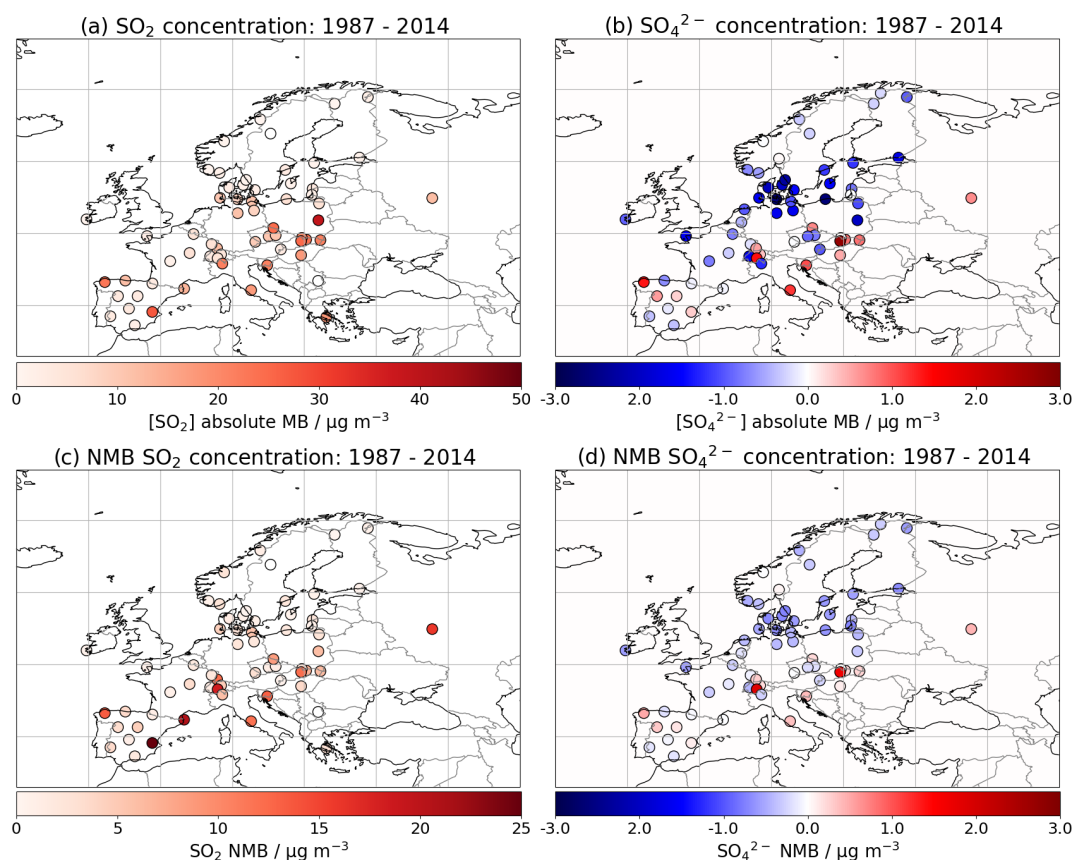 (a) SO₂ concentration: 1987 - 2014
(b) SO₄²⁻ concentration: 1987 - 2014
0 10 20 30 40 50
[SO₂] absolute MB / μg m⁻³
-3.0 -2.0 -1.0 0.0 1.0 2.0 3.0
[SO₄²⁻] absolute MB / μg m⁻³
(c) NMB SO₂ concentration: 1987 - 2014
(d) NMB SO₄²⁻ concentration: 1987 - 2014
0 5 10 15 20 25
SO₂ NMB / μg m⁻³
-3.0 -2.0 -1.0 0.0 1.0 2.0 3.0
SO₄²⁻ NMB / μg m⁻³